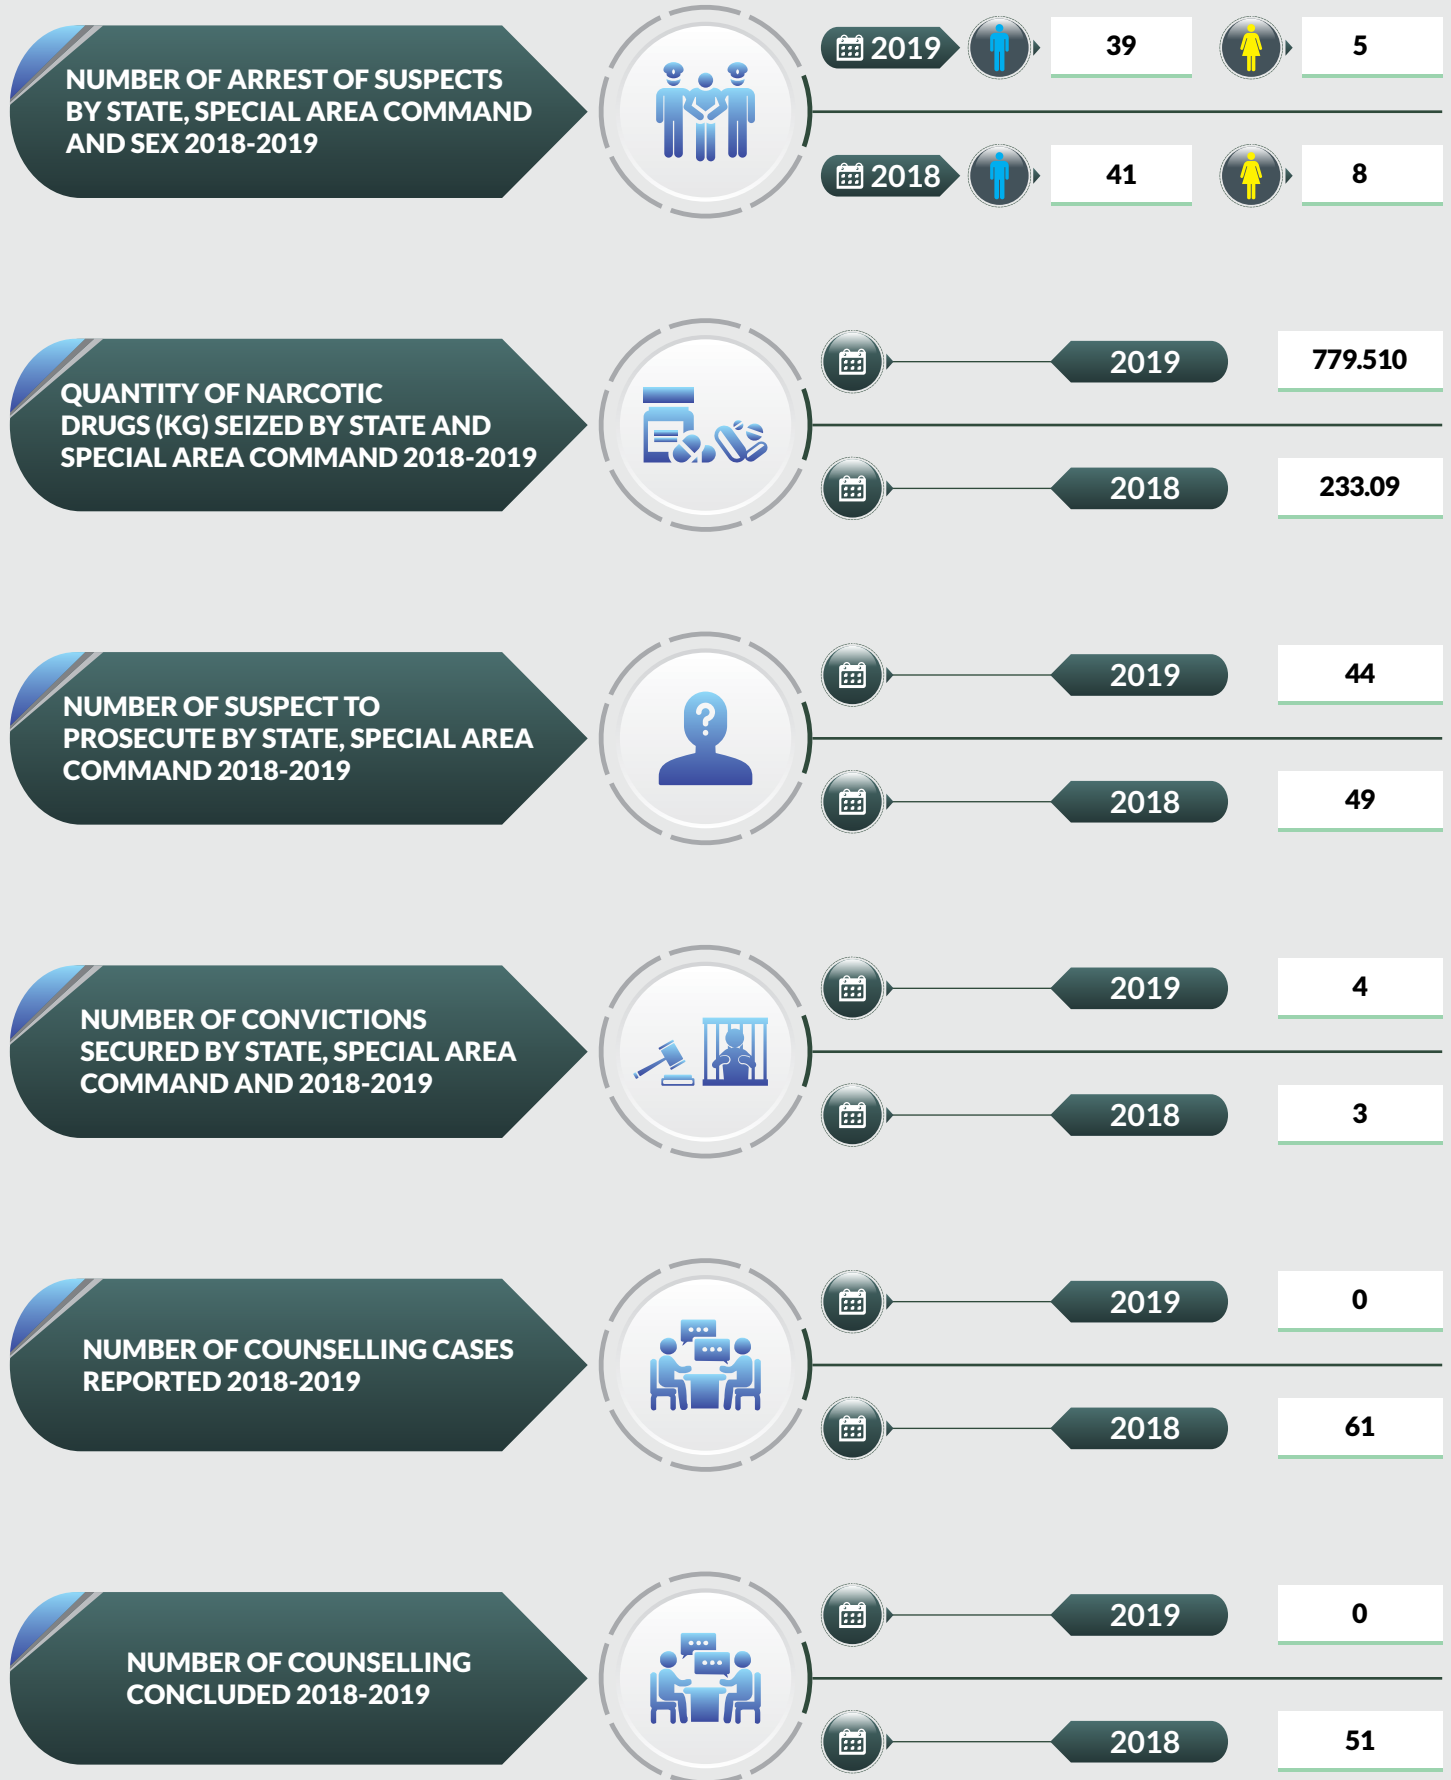 NUMBER OF ARREST OF SUSPECTS
BY STATE, SPECIAL AREA COMMAND
AND SEX 2018-2019
2019
39
5
2018
41
8
QUANTITY OF NARCOTIC
DRUGS (KG) SEIZED BY STATE AND
SPECIAL AREA COMMAND 2018-2019
2019
779.510
2018
233.09
NUMBER OF SUSPECT TO
PROSECUTE BY STATE, SPECIAL AREA
COMMAND 2018-2019
?
2019
44
2018
49
NUMBER OF CONVICTIONS
SECURED BY STATE, SPECIAL AREA
COMMAND AND 2018-2019
2019
4
2018
3
NUMBER OF COUNSELLING CASES
REPORTED 2018-2019
2019
0
2018
61
NUMBER OF COUNSELLING
CONCLUDED 2018-2019
2019
0
2018
51